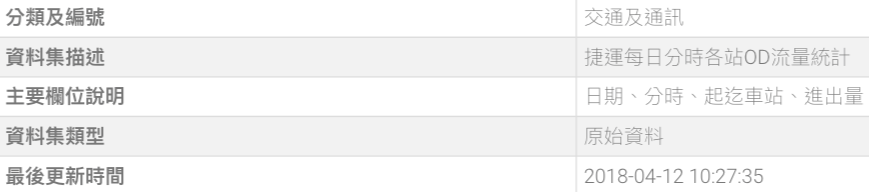 分類及編號 交通及通訊
資料集描述 捷運每日分時各站OD流量統計
主要欄位說明 日期、分時、起迄車站、進出量
資料集類型 原始資料
最後更新時間 2018-04-12 10:27:35